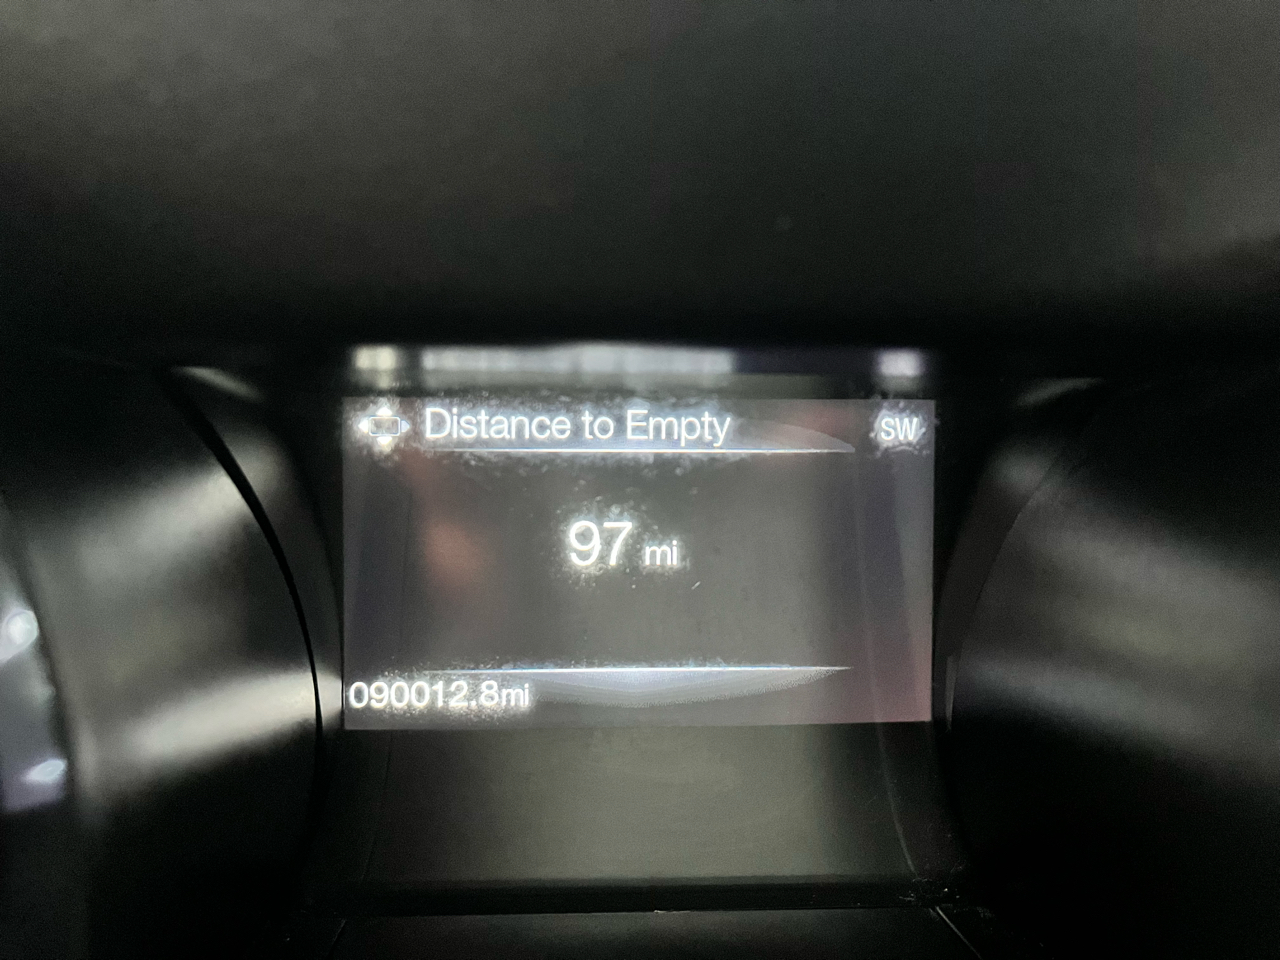 Distance to Empty
SW
97 mi
090012.8mi